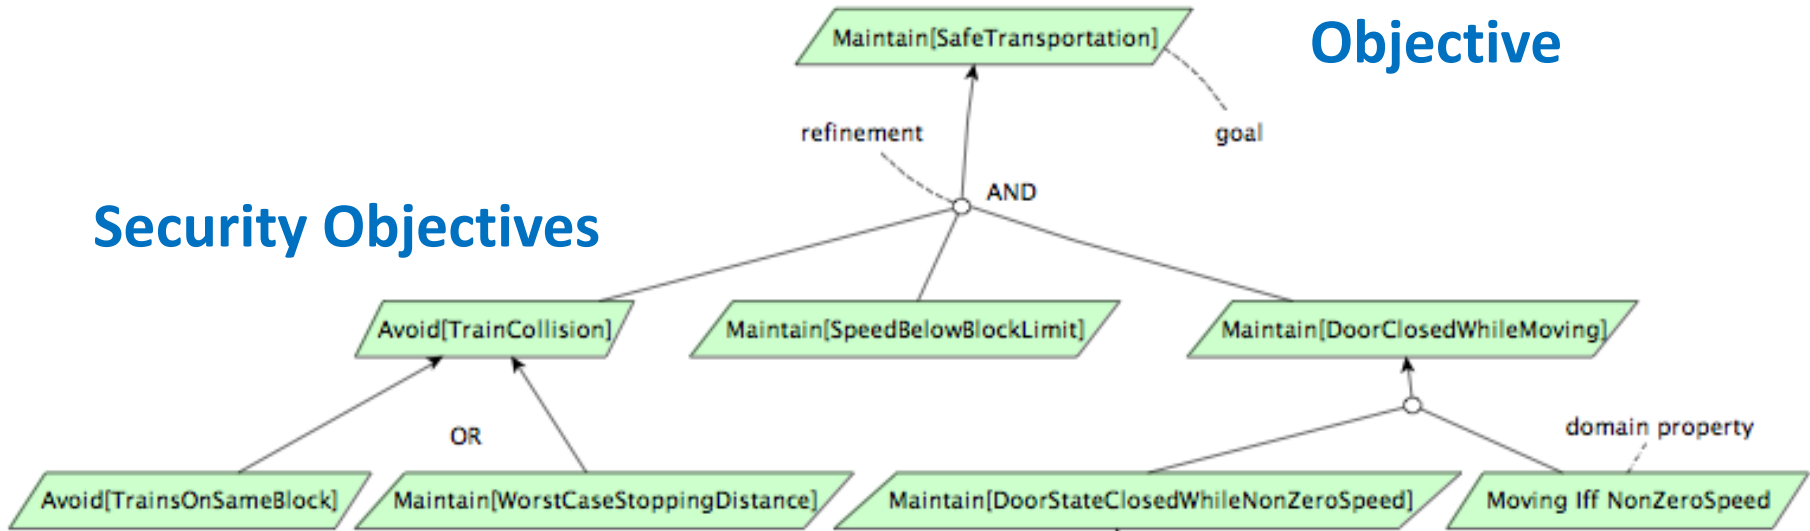 Maintain[SafeTransportation]
Objective
refinement
goal
AND
Security Objectives
Avoid[TrainCollision]
Maintain[SpeedBelowBlockLimit]
Maintain[DoorClosedWhileMoving]
OR
domain property
Avoid[TrainsOnSameBlock]
Maintain[WorstCaseStoppingDistance]
Maintain[DoorStateClosedWhileNonZeroSpeed]
Moving Iff NonZeroSpeed